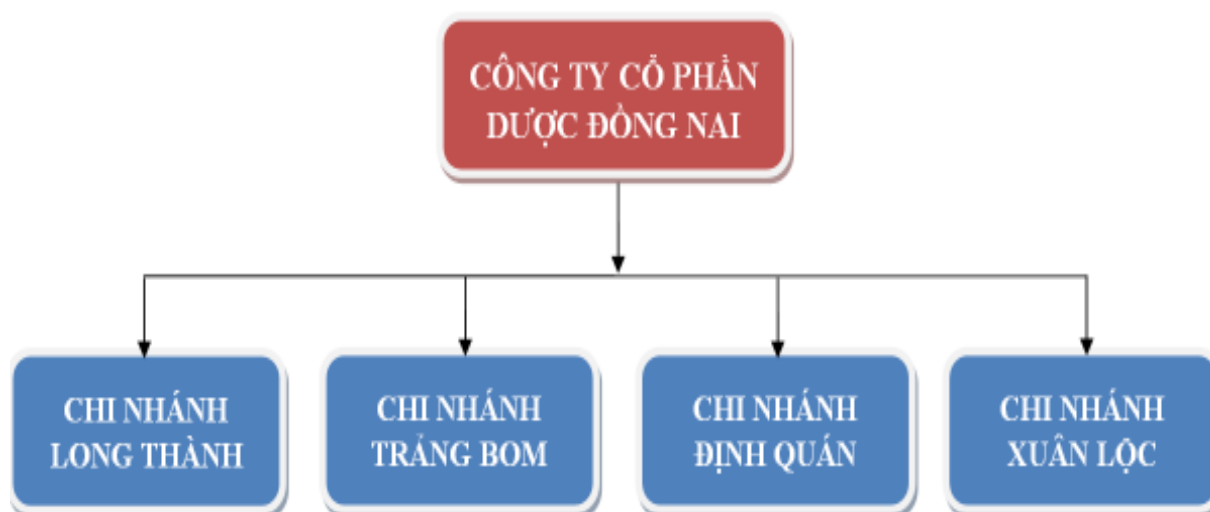 CÔNG TY CỔ PHẦN
DƯỢC ĐỒNG NAI
CHI NHÁNH
LONG THÀNH
CHI NHÁNH
TRẢNG BOM
CHI NHÁNH
ĐỊNH QUÁN
CHI NHÁNH
XUÂN LỘC